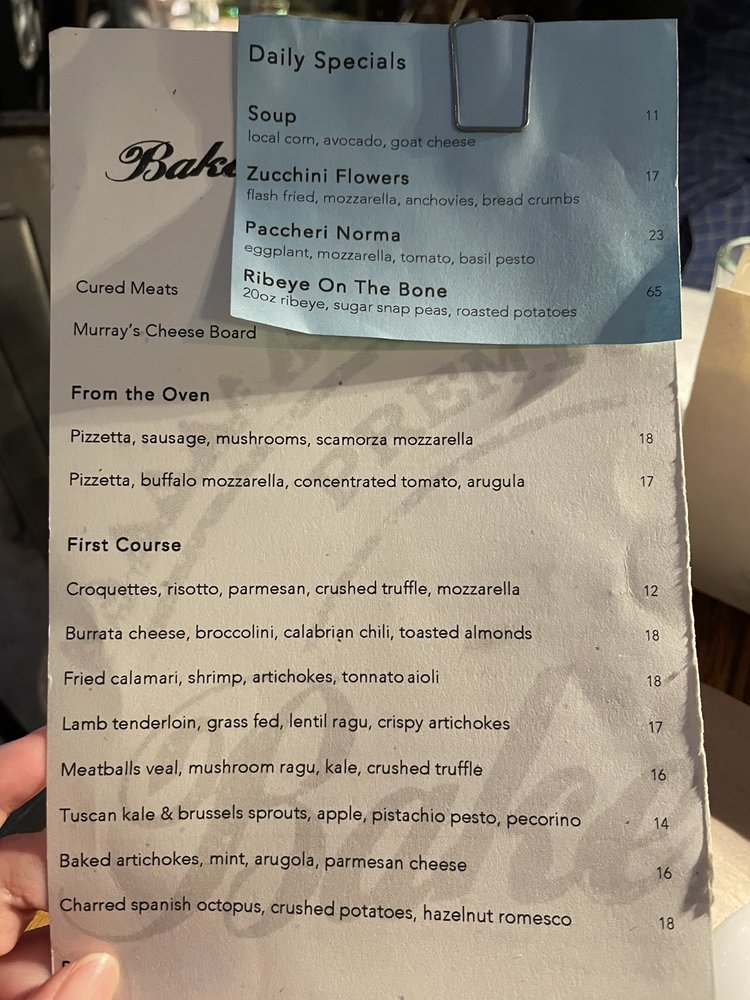 Daily Specials
Soup 11
local corn, avocado, goat cheese
Zucchini Flowers 17
flash fried, mozzarella, anchovies, bread crumbs
Paccheri Norma 23
eggplant, mozzarella, tomato, basil pesto
Ribeye On The Bone 65
20oz ribeye, sugar snap peas, roasted potatoes
Cured Meats
Murray's Cheese Board
From the Oven
Pizzetta, sausage, mushrooms, scamorza mozzarella 18
Pizzetta, buffalo mozzarella, concentrated tomato, arugula 17
First Course
Croquettes, risotto, parmesan, crushed truffle, mozzarella 12
Burrata cheese, broccolini, calabrian chili, toasted almonds 18
Fried calamari, shrimp, artichokes, tonnato aioli 18
Lamb tenderloin, grass fed, lentil ragu, crispy artichokes 17
Meatballs veal, mushroom ragu, kale, crushed truffle 16
Tuscan kale & brussels sprouts, apple, pistachio pesto, pecorino 14
Baked artichokes, mint, arugola, parmesan cheese 16
Charred spanish octopus, crushed potatoes, hazelnut romesco 18